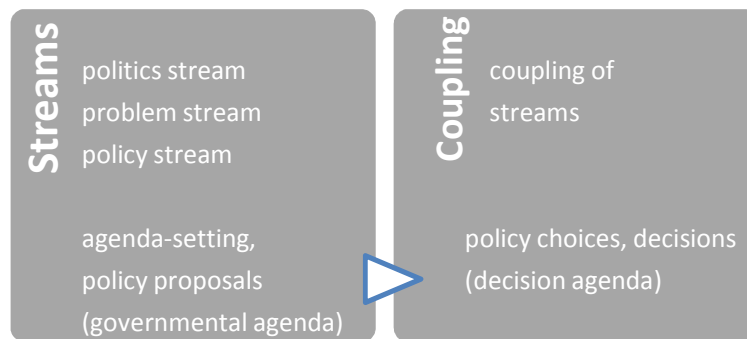 Streams
politics stream
problem stream
policy stream
agenda-setting,
policy proposals
(governmental agenda)
Coupling
coupling of
streams
policy choices, decisions
(decision agenda)